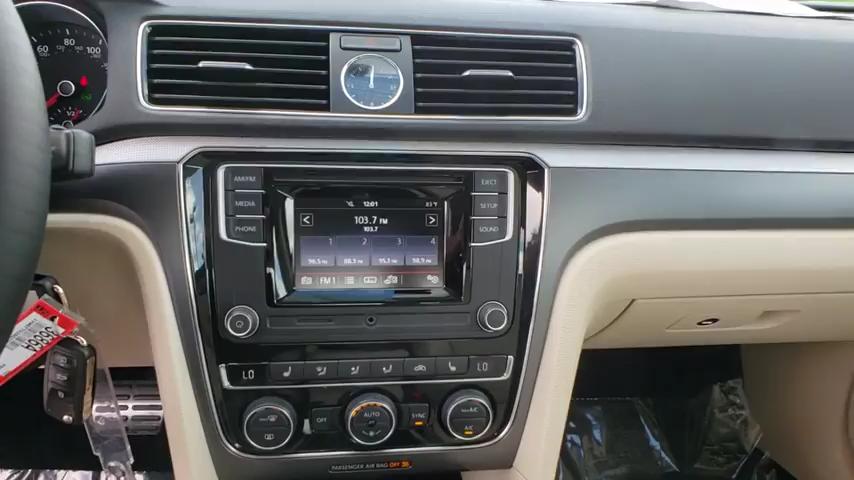 80
60
100
1/2
AM/FM
MEDIA
PHONE
EJECT
SETUP
SOUND
12:01
103.7 FM
103.7
1 2 3 4
96.5 88.3 95.3 98.9
FM1
LO
LO
OFF
AUTO
SYNC
A/C
A/C
PASSENGER AIR BAG OFF